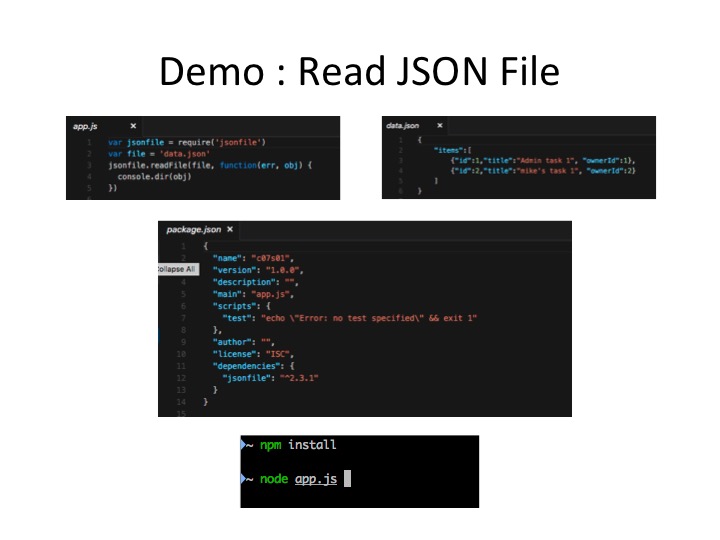 Demo : Read JSON File
app.js ×
1 var jsonfile = require('jsonfile')
2 var file = 'data.json'
3 jsonfile.readFile(file, function(err, obj) {
4 console.dir(obj)
5 })
data.json ×
1 {
2 "items":[
3 {"id":1,"title":"Admin task 1", "ownerId":1},
4 {"id":2,"title":"mike's task 1", "ownerId":2}
5 ]
6 }
package.json ×
1 {
2 "name": "c07s01",
Collapse All "version": "1.0.0",
4 "description": "",
5 "main": "app.js",
6 "scripts": {
7 "test": "echo \"Error: no test specified\" && exit 1"
8 },
9 "author": "",
10 "license": "ISC",
11 "dependencies": {
12 "jsonfile": "^2.3.1"
13 }
14 }
15
~ npm install
~ node app.js